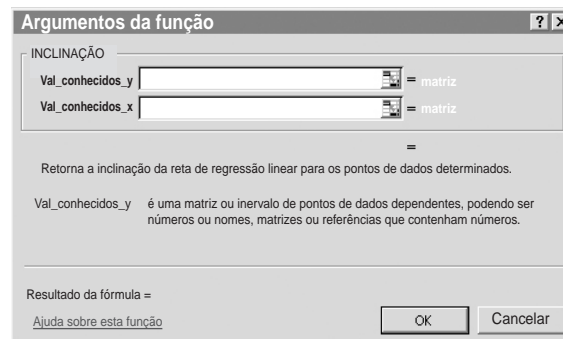 Argumentos da função ? x
INCLINAÇÃO
Val_conhecidos_y = matriz
Val_conhecidos_x = matriz
=
Retorna a inclinação da reta de regressão linear para os pontos de dados determinados.
Val_conhecidos_y é uma matriz ou inervalo de pontos de dados dependentes, podendo ser
números ou nomes, matrizes ou referências que contenham números.
Resultado da fórmula =
Ajuda sobre esta função OK Cancelar